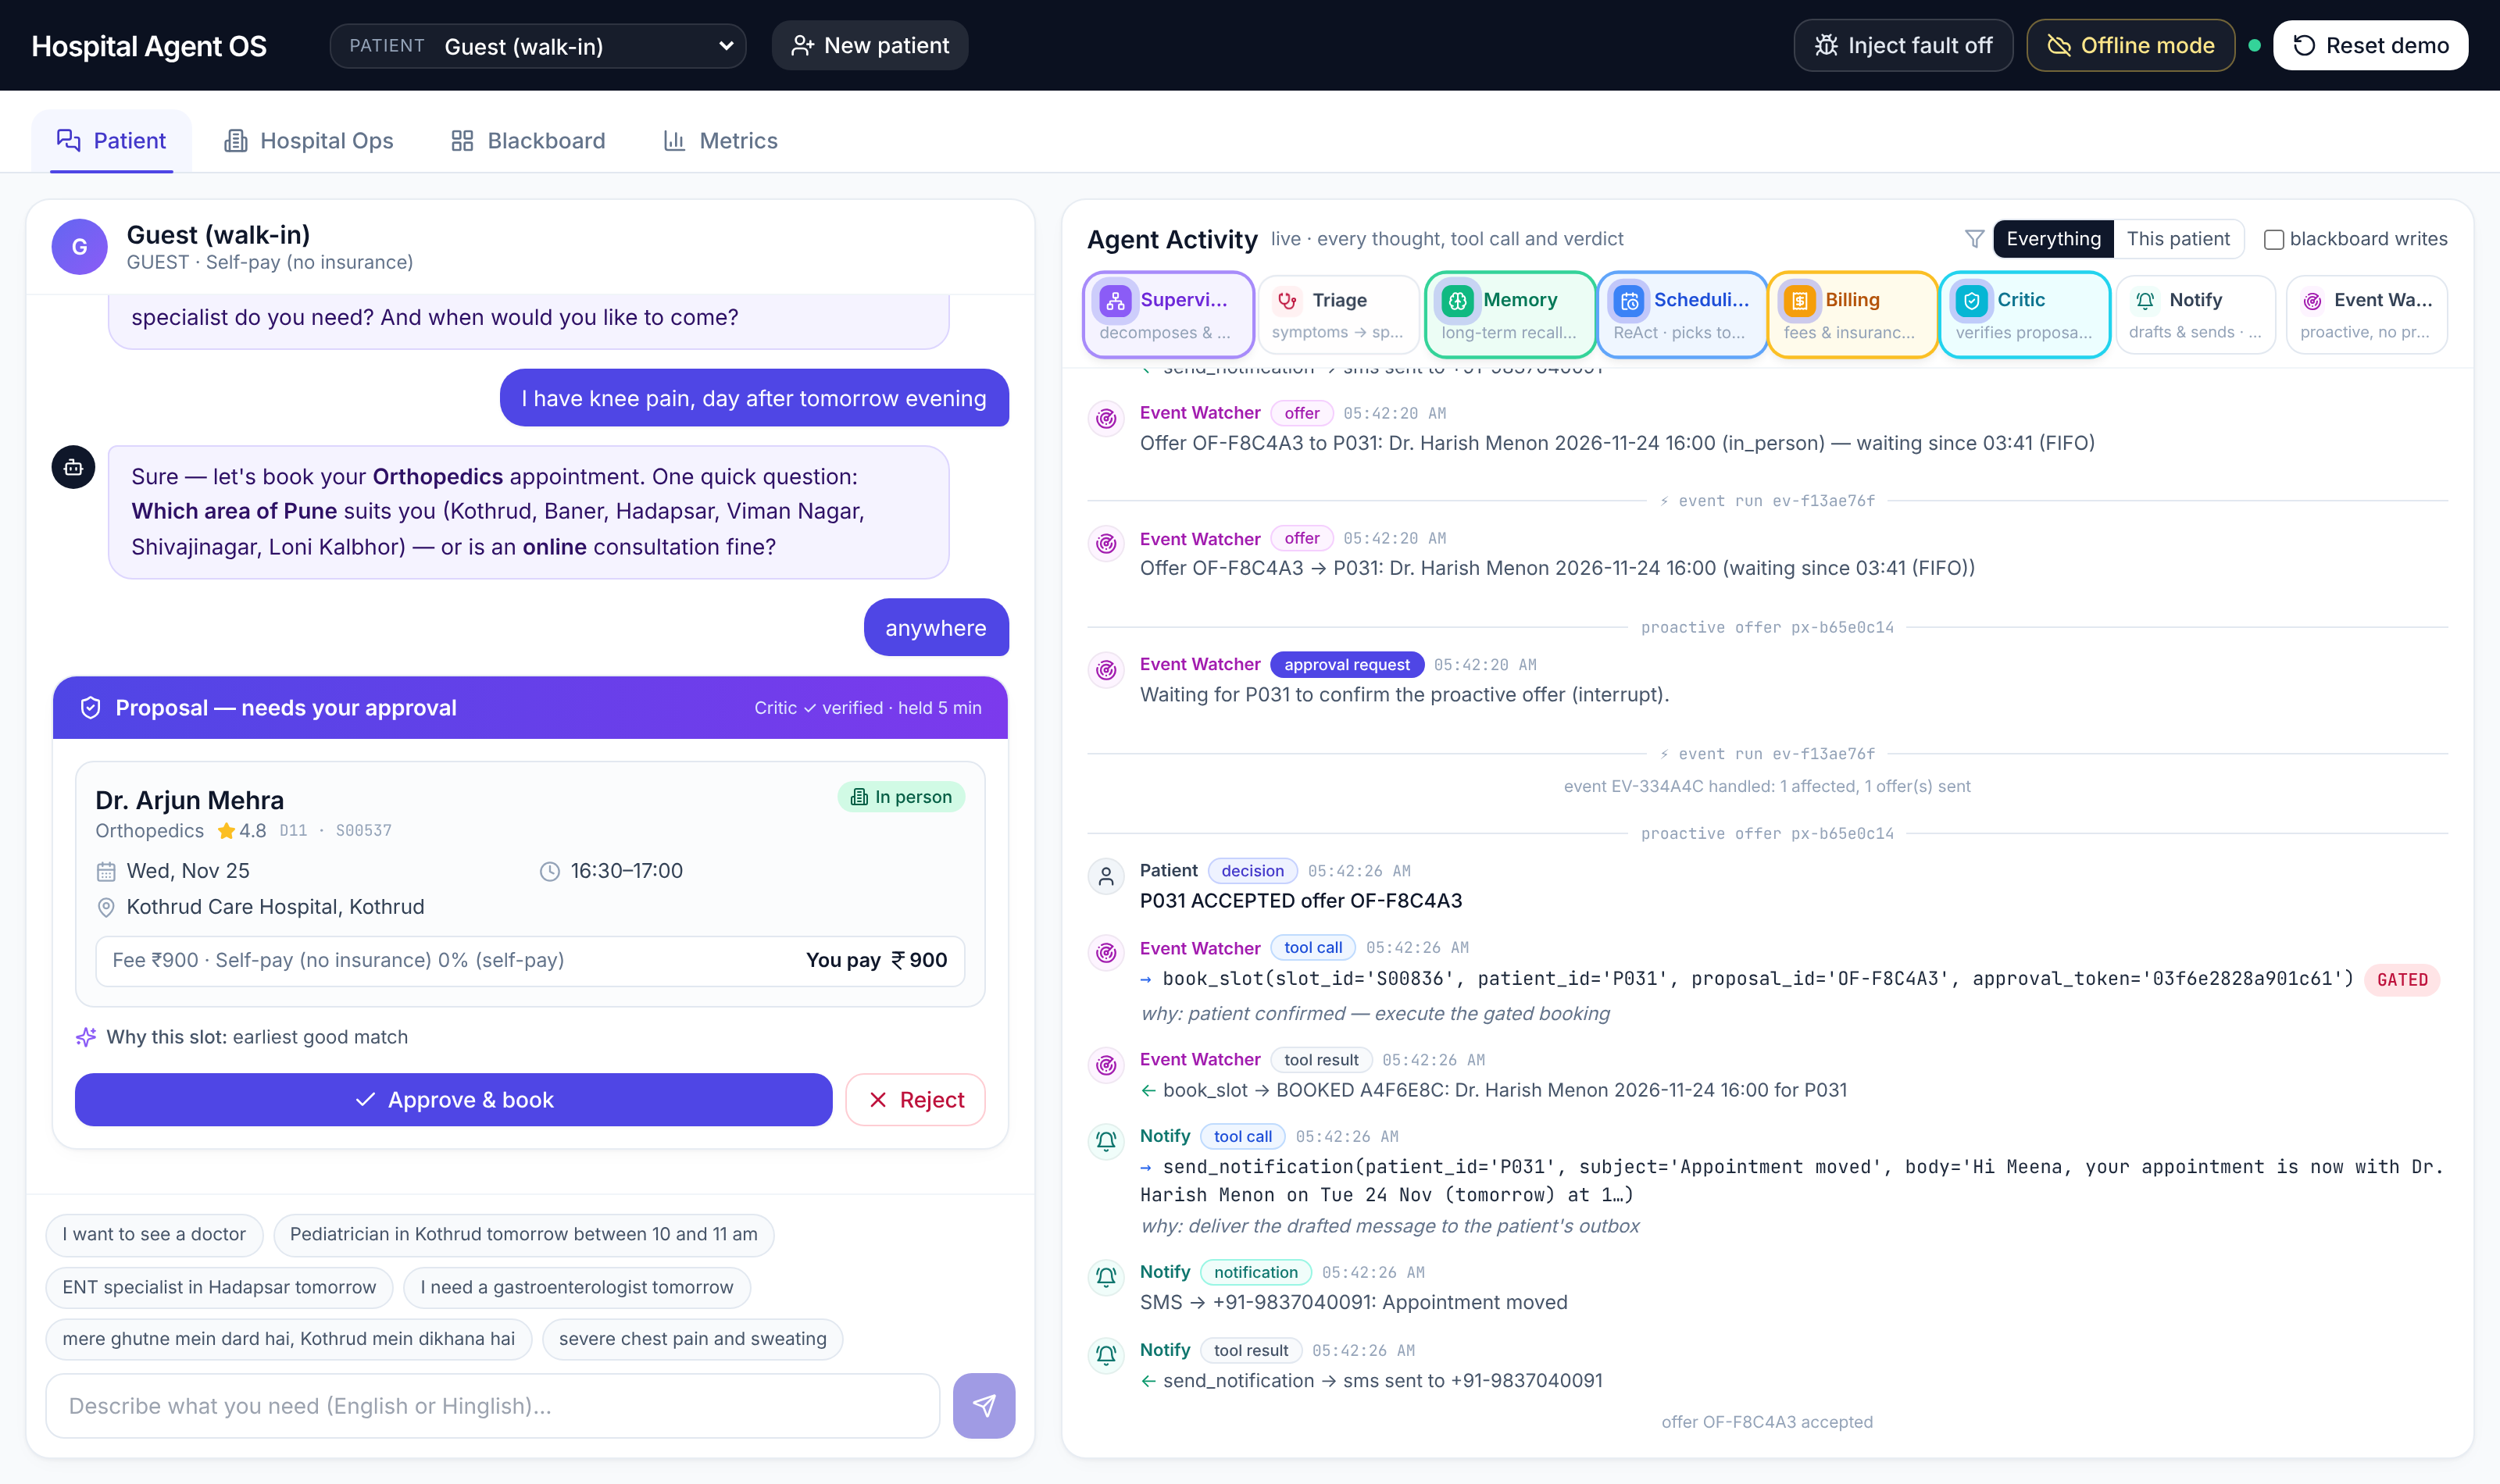 Hospital Agent OS
PATIENT Guest (walk-in)
New patient
Inject fault off
Offline mode
Reset demo
Patient
Hospital Ops
Blackboard
Metrics
G
Guest (walk-in)
GUEST · Self-pay (no insurance)
specialist do you need? And when would you like to come?
I have knee pain, day after tomorrow evening
Sure — let's book your Orthopedics appointment. One quick question:
Which area of Pune suits you (Kothrud, Baner, Hadapsar, Viman Nagar,
Shivajinagar, Loni Kalbhor) — or is an online consultation fine?
anywhere
Proposal — needs your approval
Critic ✓ verified · held 5 min
Dr. Arjun Mehra
In person
Orthopedics ⭐ 4.8 D11 · S00537
Wed, Nov 25
16:30–17:00
Kothrud Care Hospital, Kothrud
Fee ₹900 · Self-pay (no insurance) 0% (self-pay)
You pay ₹900
Why this slot: earliest good match
Approve & book
Reject
I want to see a doctor
Pediatrician in Kothrud tomorrow between 10 and 11 am
ENT specialist in Hadapsar tomorrow
I need a gastroenterologist tomorrow
mere ghutne mein dard hai, Kothrud mein dikhana hai
severe chest pain and sweating
Describe what you need (English or Hinglish)...
Agent Activity
live · every thought, tool call and verdict
Everything
This patient
blackboard writes
Supervi...
decomposes & ...
Triage
symptoms → sp...
Memory
long-term recall...
Scheduli...
ReAct · picks to...
Billing
fees & insuranc...
Critic
verifies proposa...
Notify
drafts & sends · ...
Event Wa...
proactive, no pr...
← send_notification → sms sent to +91-9837040091
Event Watcher offer 05:42:20 AM
Offer OF-F8C4A3 to P031: Dr. Harish Menon 2026-11-24 16:00 (in_person) — waiting since 03:41 (FIFO)
⚡ event run ev-f13ae76f
Event Watcher offer 05:42:20 AM
Offer OF-F8C4A3 → P031: Dr. Harish Menon 2026-11-24 16:00 (waiting since 03:41 (FIFO))
proactive offer px-b65e0c14
Event Watcher approval request 05:42:20 AM
Waiting for P031 to confirm the proactive offer (interrupt).
⚡ event run ev-f13ae76f
event EV-334A4C handled: 1 affected, 1 offer(s) sent
proactive offer px-b65e0c14
Patient decision 05:42:26 AM
P031 ACCEPTED offer OF-F8C4A3
Event Watcher tool call 05:42:26 AM
→ book_slot(slot_id='S00836', patient_id='P031', proposal_id='OF-F8C4A3', approval_token='03f6e2828a901c61') GATED
why: patient confirmed — execute the gated booking
Event Watcher tool result 05:42:26 AM
← book_slot → BOOKED A4F6E8C: Dr. Harish Menon 2026-11-24 16:00 for P031
Notify tool call 05:42:26 AM
→ send_notification(patient_id='P031', subject='Appointment moved', body='Hi Meena, your appointment is now with Dr.
Harish Menon on Tue 24 Nov (tomorrow) at 1…)
why: deliver the drafted message to the patient's outbox
Notify notification 05:42:26 AM
SMS → +91-9837040091: Appointment moved
Notify tool result 05:42:26 AM
← send_notification → sms sent to +91-9837040091
offer OF-F8C4A3 accepted